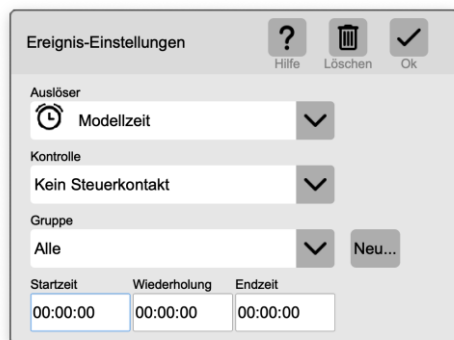 Ereignis-Einstellungen
?
Hilfe Löschen Ok
Auslöser
Modellzeit
Kontrolle
Kein Steuerkontakt
Gruppe
Alle Neu...
Startzeit Wiederholung Endzeit
00:00:00 00:00:00 00:00:00